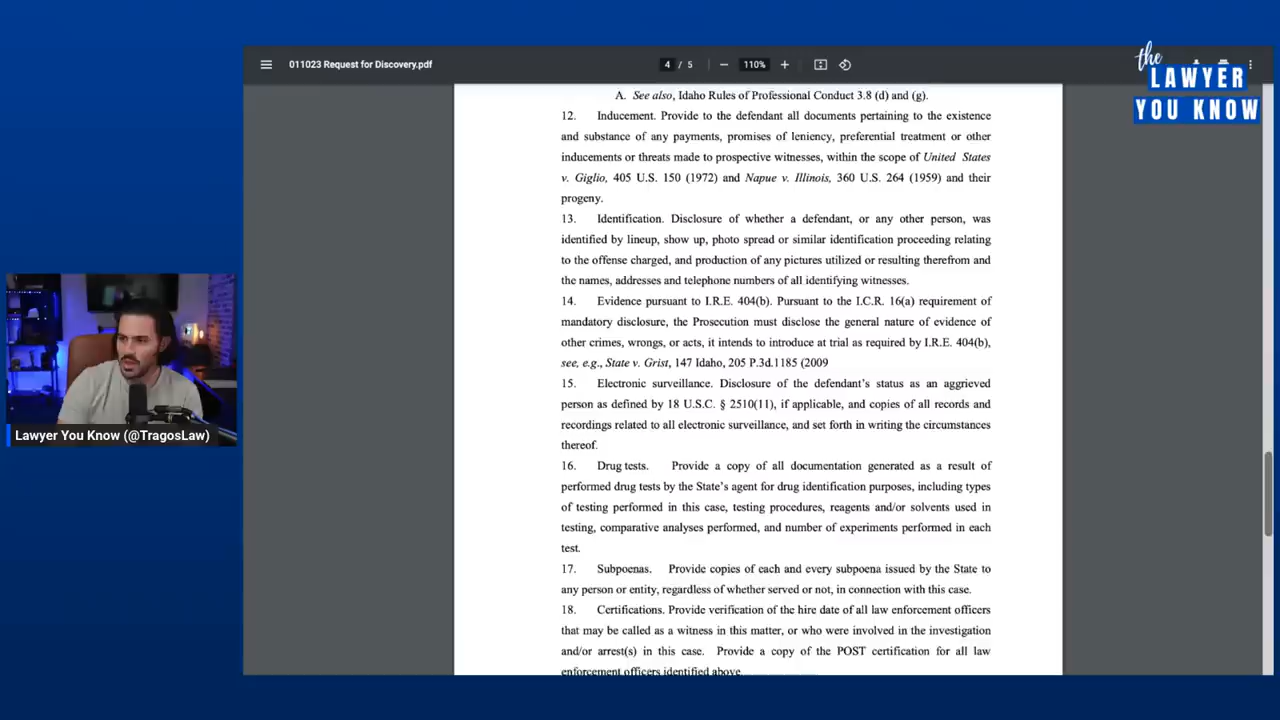 the
LAWYER
YOU KNOW
011023 Request for Discovery.pdf
4 / 5
110%
A. See also, Idaho Rules of Professional Conduct 3.8 (d) and (g).
12. Inducement. Provide to the defendant all documents pertaining to the existence
and substance of any payments, promises of leniency, preferential treatment or other
inducements or threats made to prospective witnesses, within the scope of United States
v. Giglio, 405 U.S. 150 (1972) and Napue v. Illinois, 360 U.S. 264 (1959) and their
progeny.
13. Identification. Disclosure of whether a defendant, or any other person, was
identified by lineup, show up, photo spread or similar identification proceeding relating
to the offense charged, and production of any pictures utilized or resulting therefrom and
the names, addresses and telephone numbers of all identifying witnesses.
14. Evidence pursuant to I.R.E. 404(b). Pursuant to the I.C.R. 16(a) requirement of
mandatory disclosure, the Prosecution must disclose the general nature of evidence of
other crimes, wrongs, or acts, it intends to introduce at trial as required by I.R.E. 404(b),
see, e.g., State v. Grist, 147 Idaho, 205 P.3d.1185 (2009
15. Electronic surveillance. Disclosure of the defendant's status as an aggrieved
person as defined by 18 U.S.C. § 2510(11), if applicable, and copies of all records and
recordings related to all electronic surveillance, and set forth in writing the circumstances
thereof.
16. Drug tests. Provide a copy of all documentation generated as a result of
performed drug tests by the State's agent for drug identification purposes, including types
of testing performed in this case, testing procedures, reagents and/or solvents used in
testing, comparative analyses performed, and number of experiments performed in each
test.
17. Subpoenas. Provide copies of each and every subpoena issued by the State to
any person or entity, regardless of whether served or not, in connection with this case.
18. Certifications. Provide verification of the hire date of all law enforcement officers
that may be called as a witness in this matter, or who were involved in the investigation
and/or arrest(s) in this case. Provide a copy of the POST certification for all law
enforcement officers identified above.
Lawyer You Know (@TragosLaw)